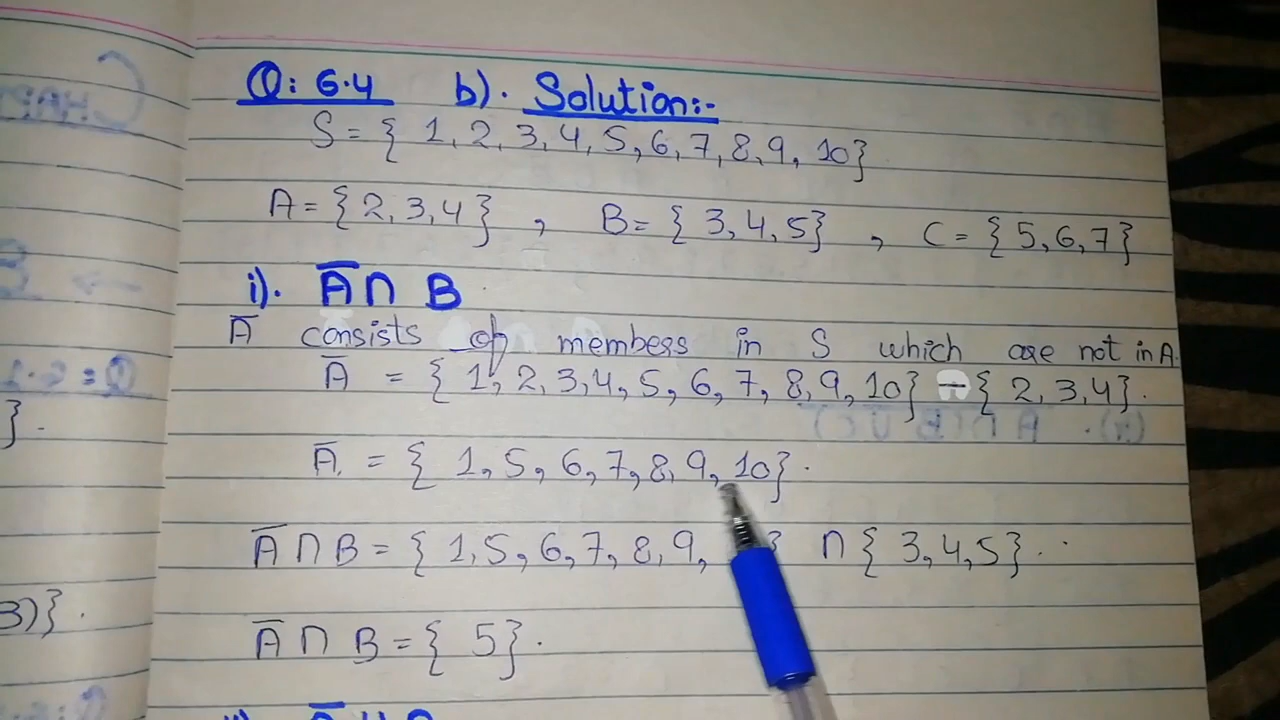 Q: 6.4 b). Solution:-
S = { 1, 2, 3, 4, 5, 6, 7, 8, 9, 10}
A = { 2, 3, 4 } , B = { 3, 4, 5} , C = { 5, 6, 7 }
i). A̅ ∩ B
A̅ consists of members in S which are not in A.
A̅ = { 1, 2, 3, 4, 5, 6, 7, 8, 9, 10} - { 2, 3, 4}.
}.
A̅. = { 1, 5, 6, 7, 8, 9, 10}.
A̅ ∩ B = { 1, 5, 6, 7, 8, 9, } ∩ { 3, 4, 5}.
3)}.
A̅ ∩ B = { 5}.